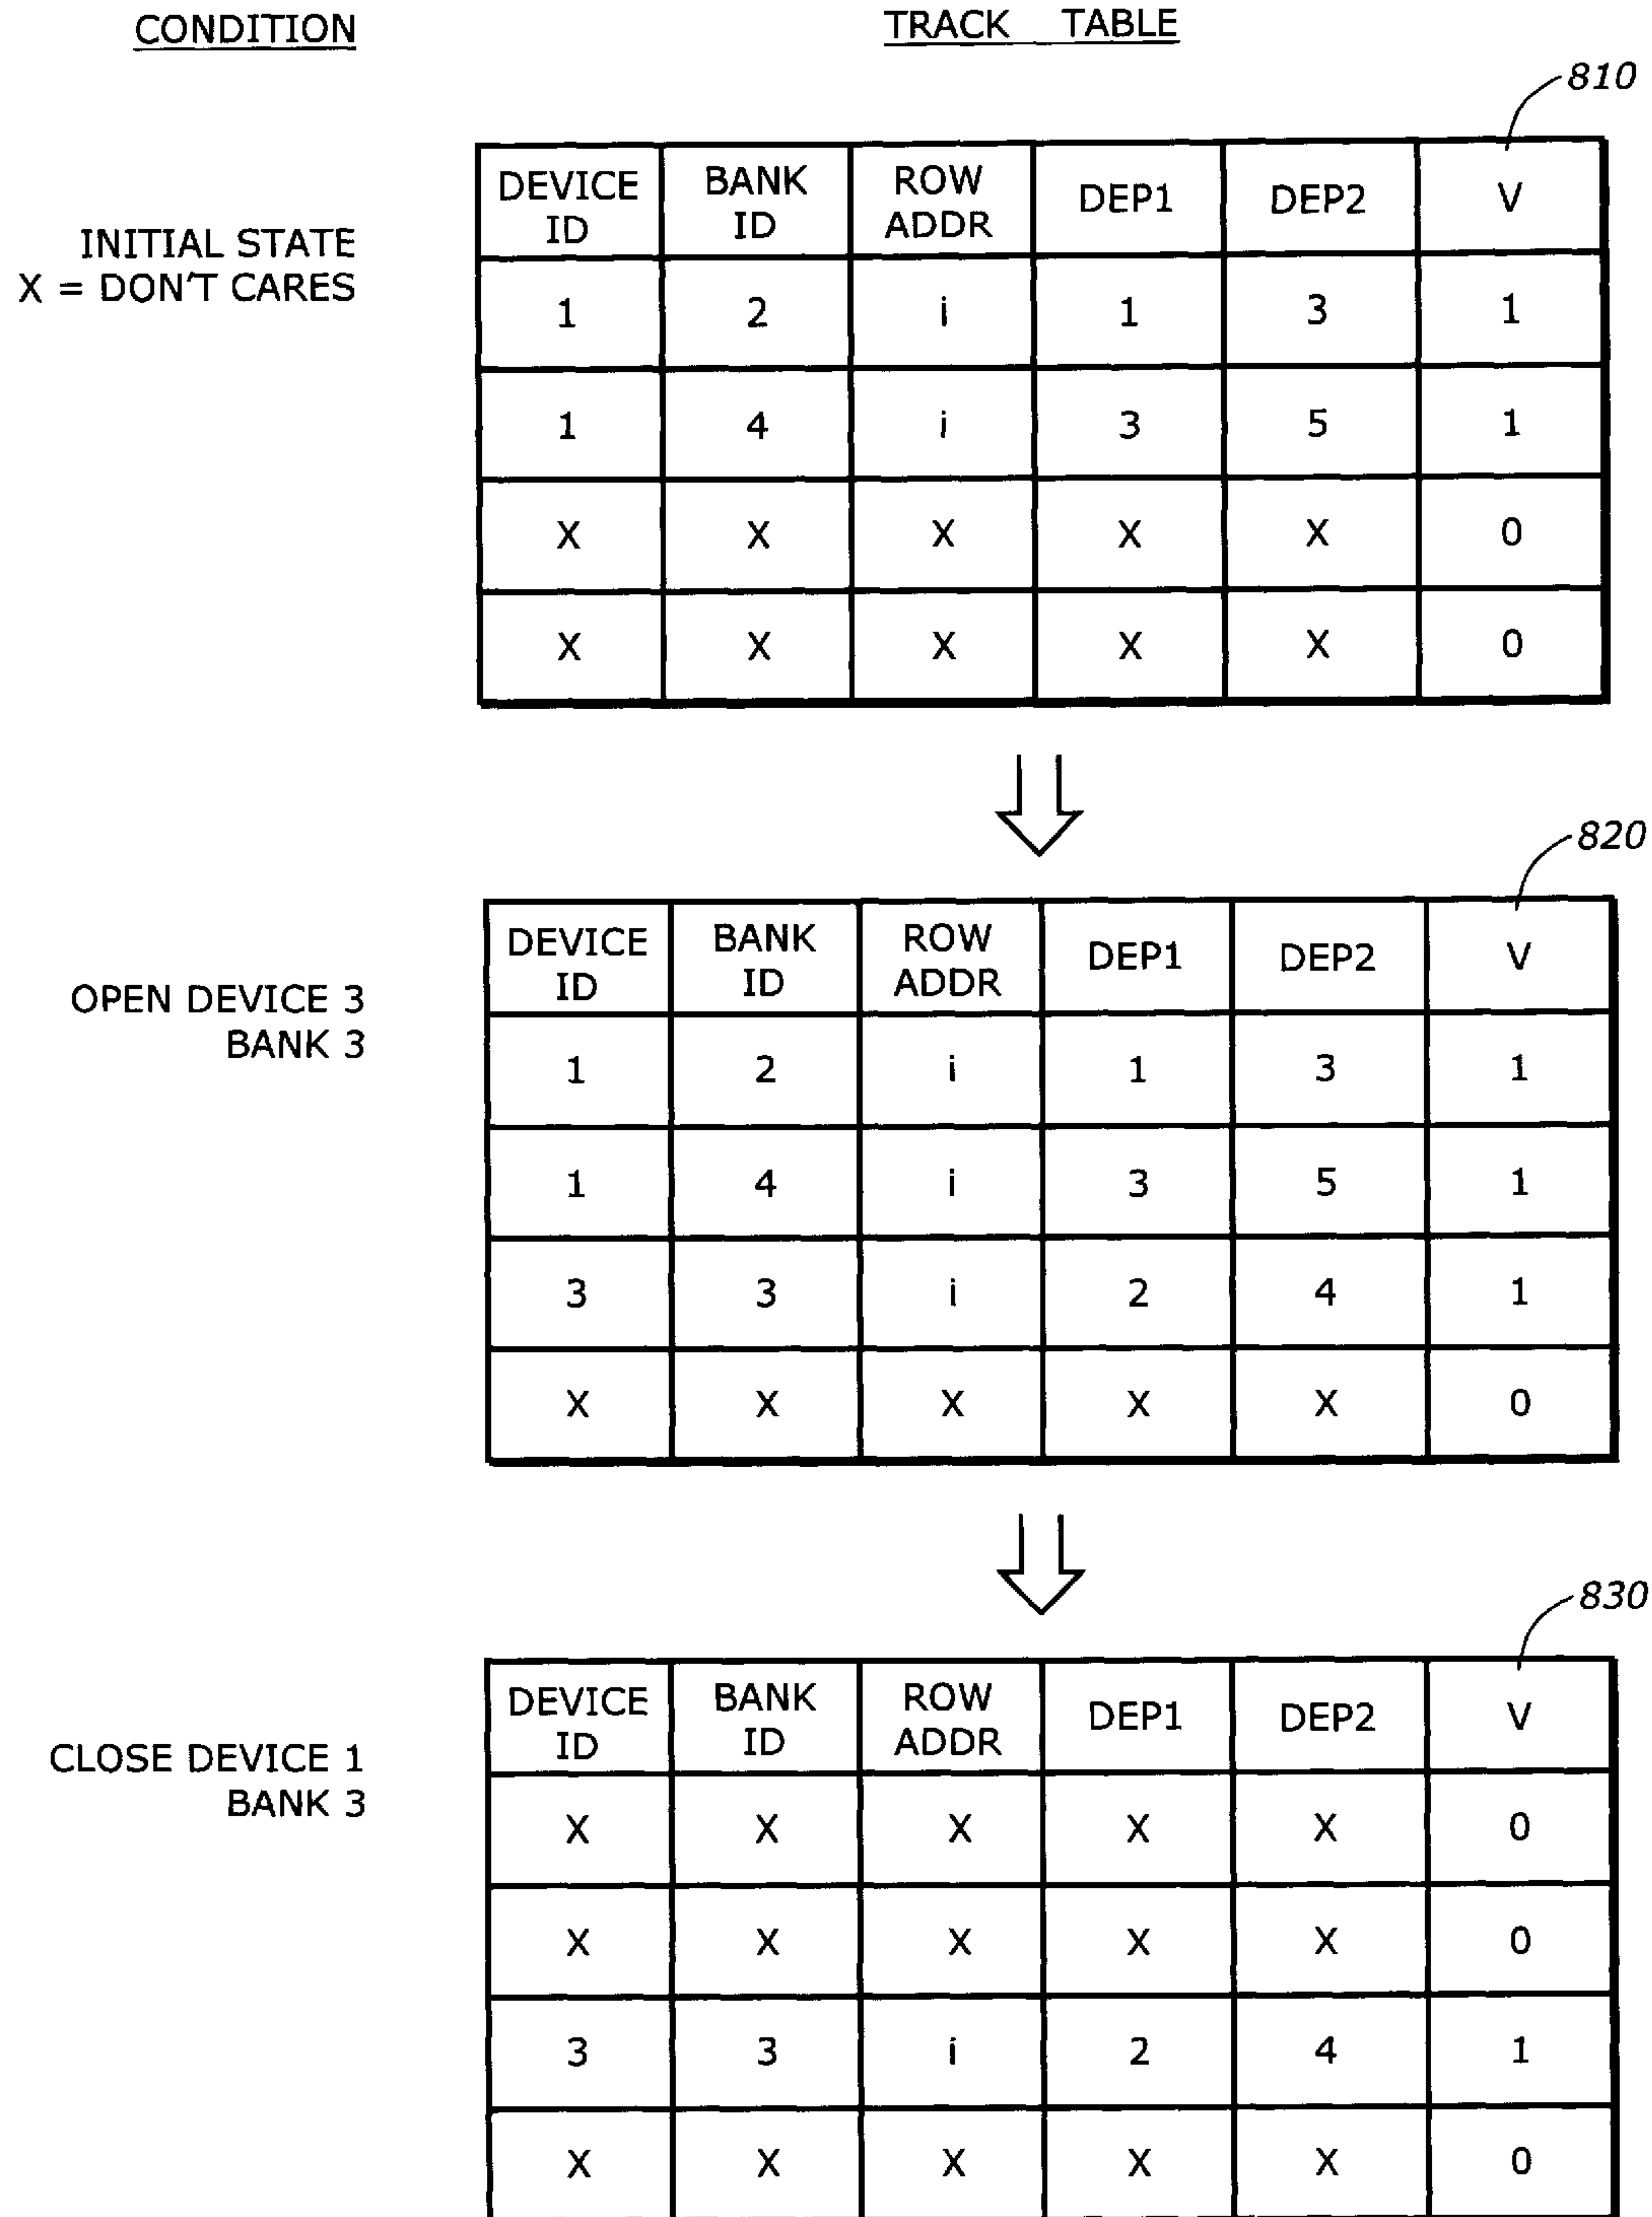 CONDITION TRACK TABLE
810
INITIAL STATE
X = DON'T CARES
DEVICE ID BANK ID ROW ADDR DEP1 DEP2 V
1 2 i 1 3 1
1 4 i 3 5 1
X X X X X 0
X X X X X 0
820
OPEN DEVICE 3
BANK 3
DEVICE ID BANK ID ROW ADDR DEP1 DEP2 V
1 2 i 1 3 1
1 4 i 3 5 1
3 3 i 2 4 1
X X X X X 0
830
CLOSE DEVICE 1
BANK 3
DEVICE ID BANK ID ROW ADDR DEP1 DEP2 V
X X X X X 0
X X X X X 0
3 3 i 2 4 1
X X X X X 0